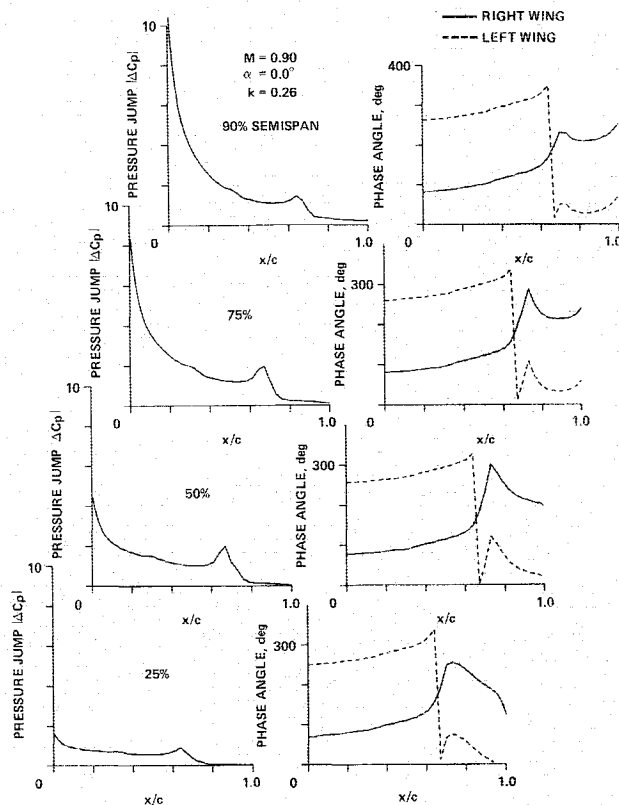 RIGHT WING
LEFT WING
10
PRESSURE JUMP |ΔCp|
M = 0.90
α = 0.0°
k = 0.26
90% SEMISPAN
0
1.0
x/c
400
PHASE ANGLE, deg
0
1.0
x/c
10
PRESSURE JUMP |ΔCp|
75%
0
1.0
x/c
300
PHASE ANGLE, deg
0
1.0
x/c
10
PRESSURE JUMP |ΔCp|
50%
0
1.0
x/c
300
PHASE ANGLE, deg
0
1.0
x/c
10
PRESSURE JUMP |ΔCp|
25%
0
1.0
x/c
300
PHASE ANGLE, deg
0
1.0
x/c